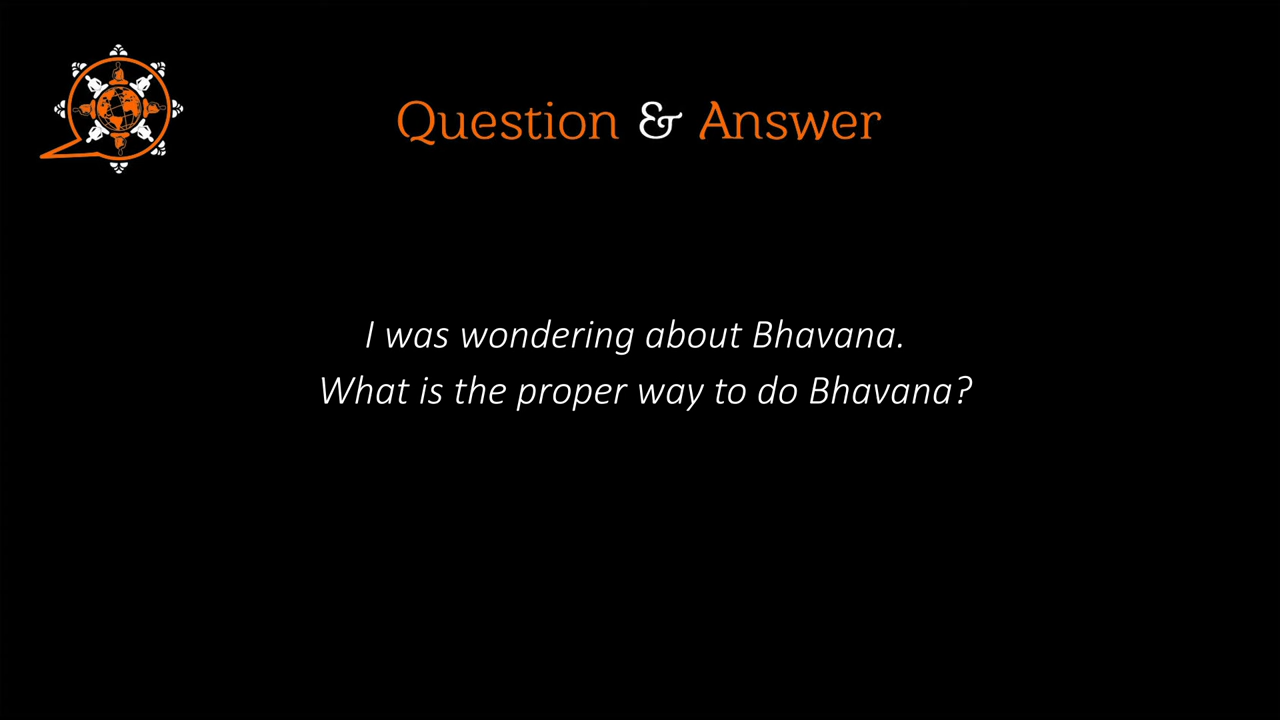 Question & Answer
I was wondering about Bhavana.
What is the proper way to do Bhavana?